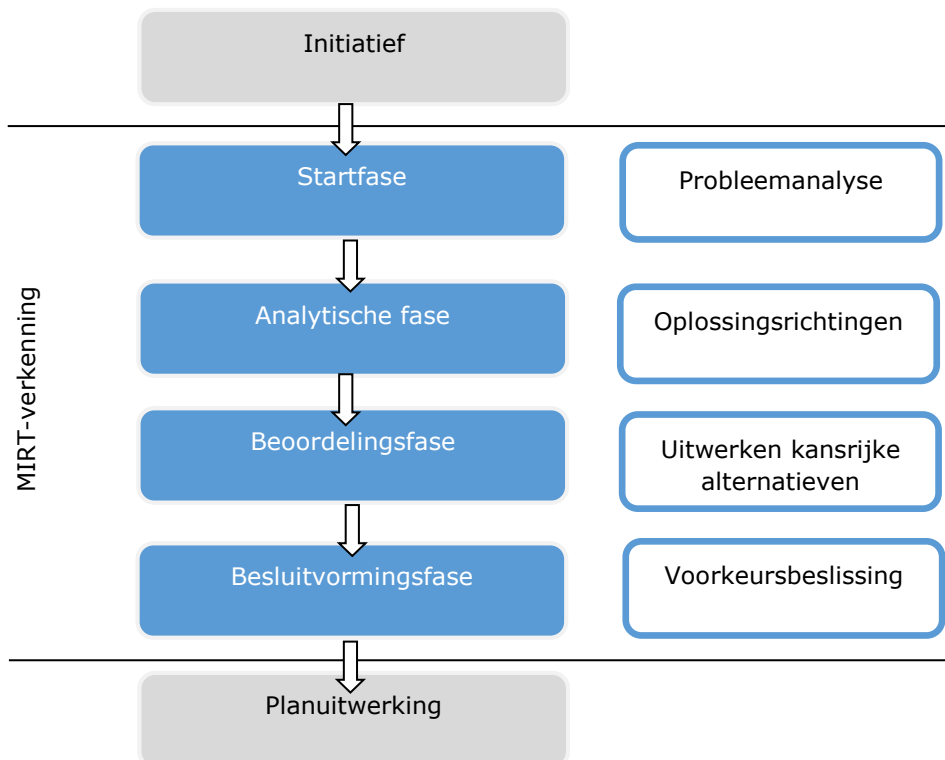 Initiatief
MIRT-verkenning
Startfase
Probleemanalyse
Analytische fase
Oplossingsrichtingen
Beoordelingsfase
Uitwerken kansrijke
alternatieven
Besluitvormingsfase
Voorkeursbeslissing
Planuitwerking